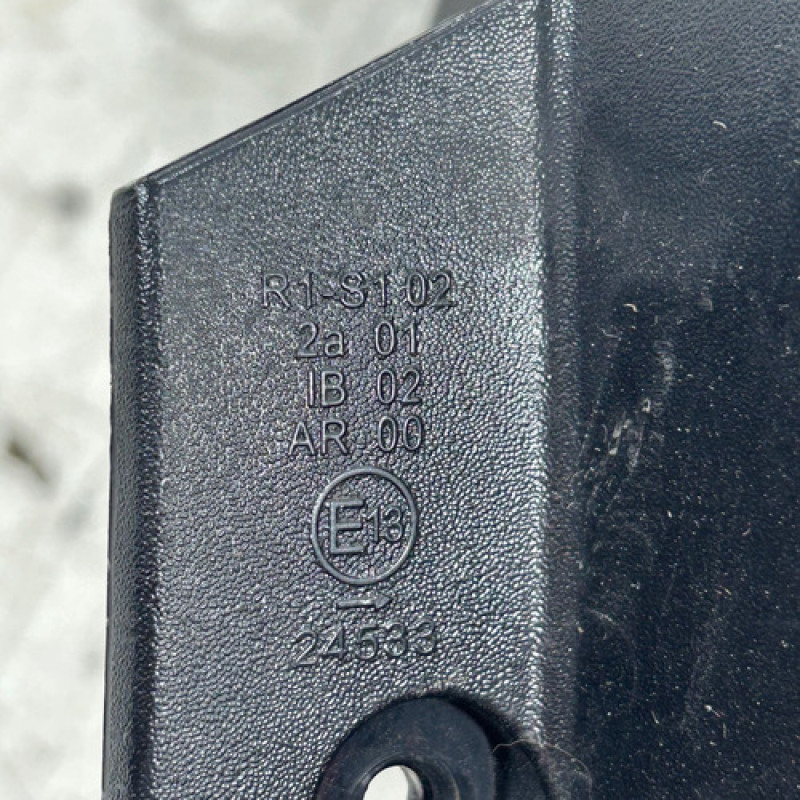 R1-S1 02
2a 01
IB 02
AR 00
E13
→
24533